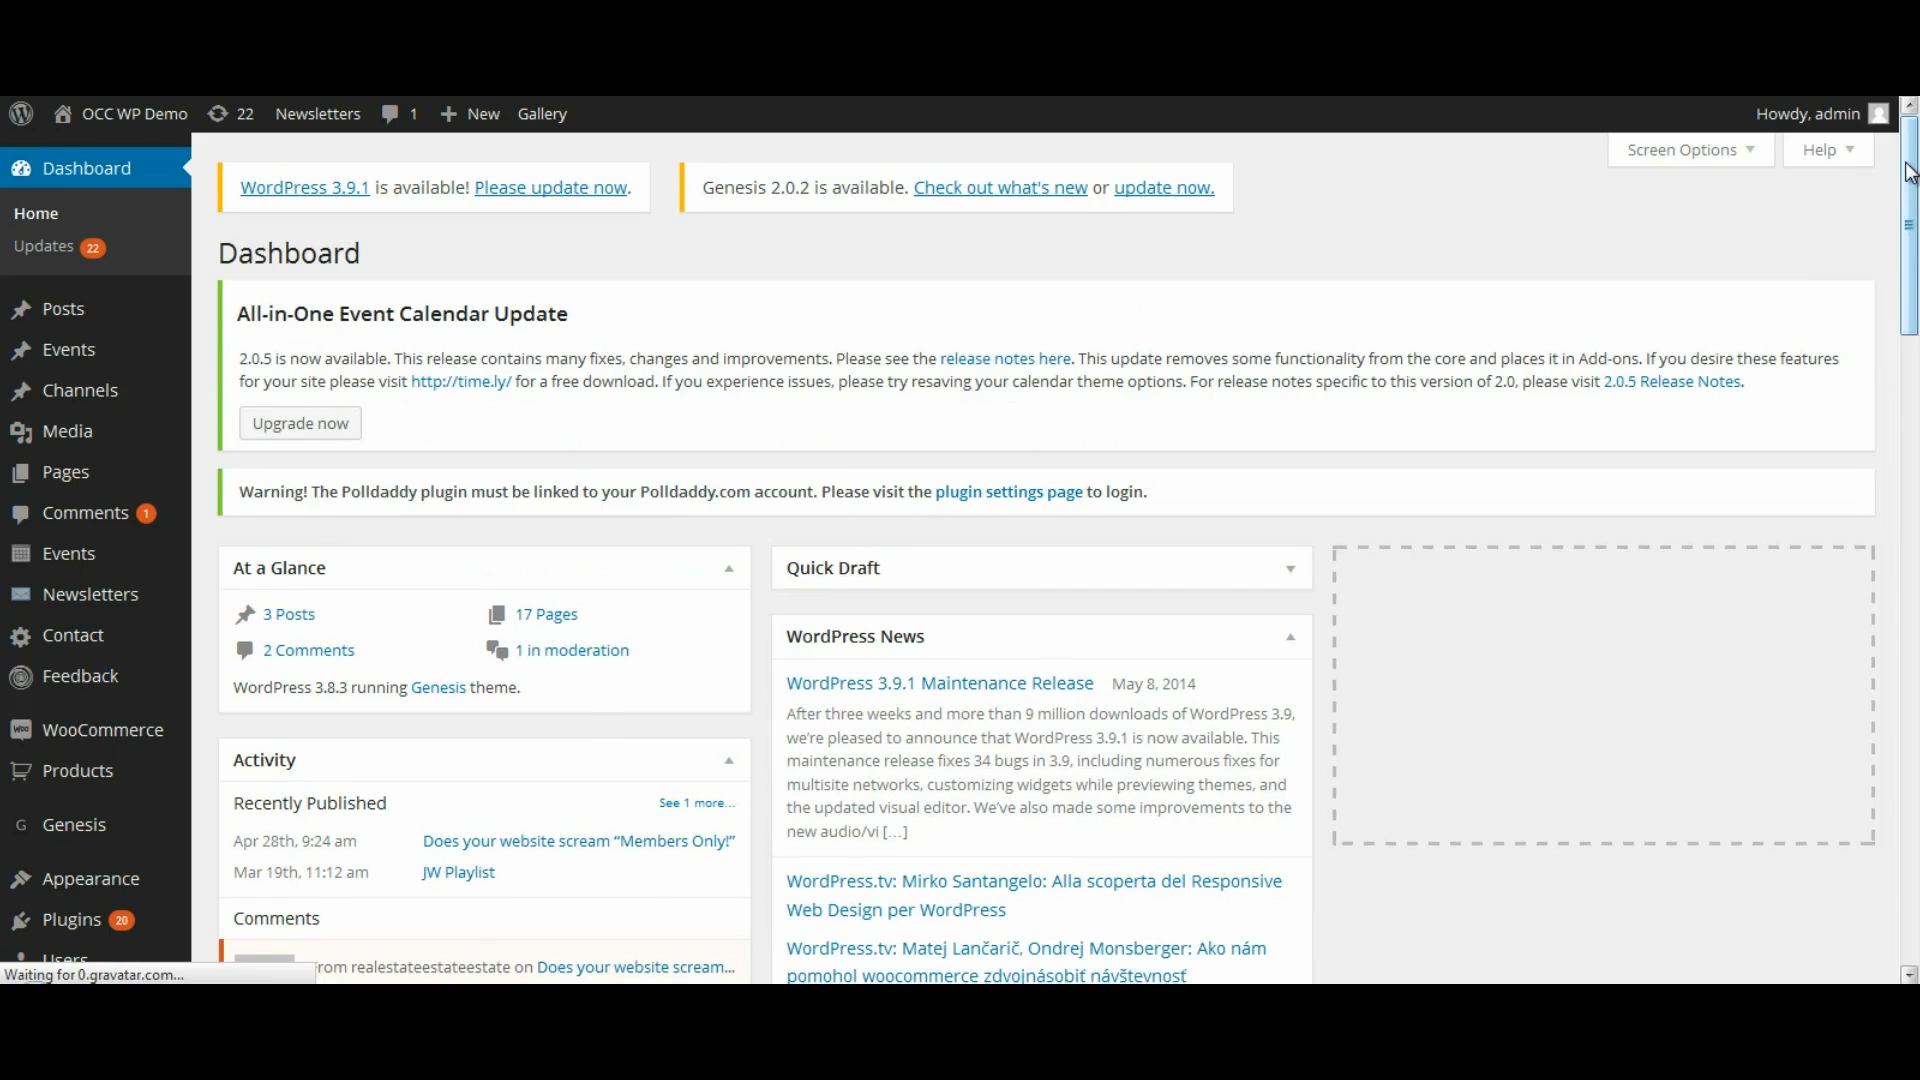 OCC WP Demo 22 Newsletters 1 New Gallery Howdy, admin
Screen Options Help
Dashboard
Home
Updates 22
Posts
Events
Channels
Media
Pages
Comments 1
Events
Newsletters
Contact
Feedback
WooCommerce
Products
Genesis
Appearance
Plugins 20
Users
Waiting for 0.gravatar.com...
WordPress 3.9.1 is available! Please update now.
Genesis 2.0.2 is available. Check out what's new or update now.
Dashboard
All-in-One Event Calendar Update
2.0.5 is now available. This release contains many fixes, changes and improvements. Please see the release notes here. This update removes some functionality from the core and places it in Add-ons. If you desire these features
for your site please visit http://time.ly/ for a free download. If you experience issues, please try resaving your calendar theme options. For release notes specific to this version of 2.0, please visit 2.0.5 Release Notes.
Upgrade now
Warning! The Polldaddy plugin must be linked to your Polldaddy.com account. Please visit the plugin settings page to login.
At a Glance
3 Posts 17 Pages
2 Comments 1 in moderation
WordPress 3.8.3 running Genesis theme.
Activity
Recently Published See 1 more...
Apr 28th, 9:24 am Does your website scream “Members Only!”
Mar 19th, 11:12 am JW Playlist
Comments
From realestateestateestate on Does your website scream...
Quick Draft
WordPress News
WordPress 3.9.1 Maintenance Release May 8, 2014
After three weeks and more than 9 million downloads of WordPress 3.9,
we’re pleased to announce that WordPress 3.9.1 is now available. This
maintenance release fixes 34 bugs in 3.9, including numerous fixes for
multisite networks, customizing widgets while previewing themes, and
the updated visual editor. We’ve also made some improvements to the
new audio/vi […]
WordPress.tv: Mirko Santangelo: Alla scoperta del Responsive
Web Design per WordPress
WordPress.tv: Matej Lančarič, Ondrej Monsberger: Ako nám
pomohol woocommerce zdvojnásobiť návštevnosť